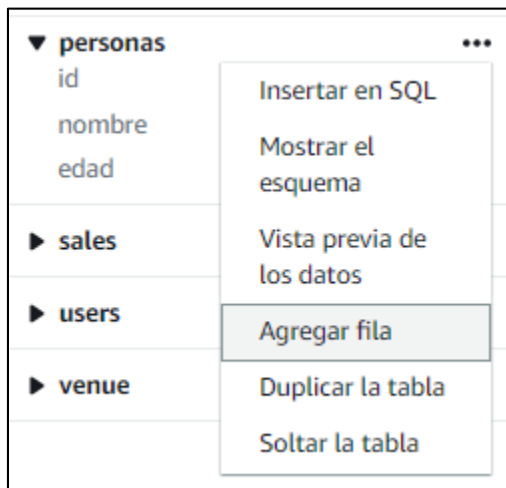 personas
id
nombre
edad
sales
users
venue
Insertar en SQL
Mostrar el
esquema
Vista previa de
los datos
Agregar fila
Duplicar la tabla
Soltar la tabla